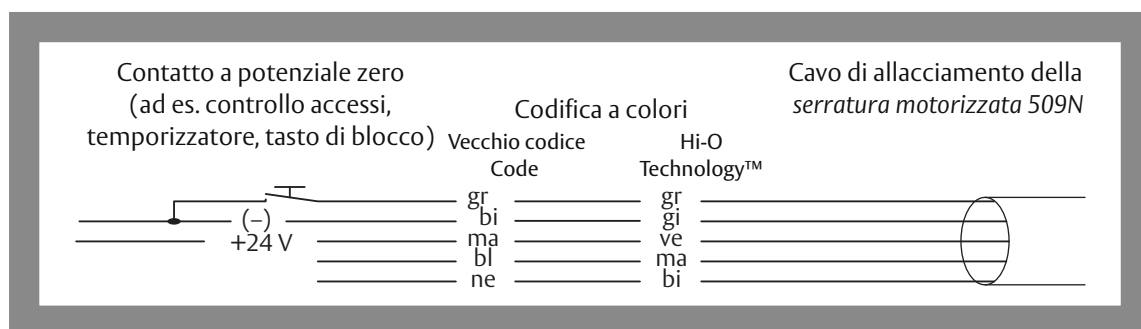 Contatto a potenziale zero
(ad es. controllo accessi,
temporizzatore, tasto di blocco)
Codifica a colori
Vecchio codice
Code
Hi-O
Technology™
Cavo di allacciamento della
serratura motorizzata 509N
gr gr
(–) bi gi
+24 V ma ve
bl ma
ne bi